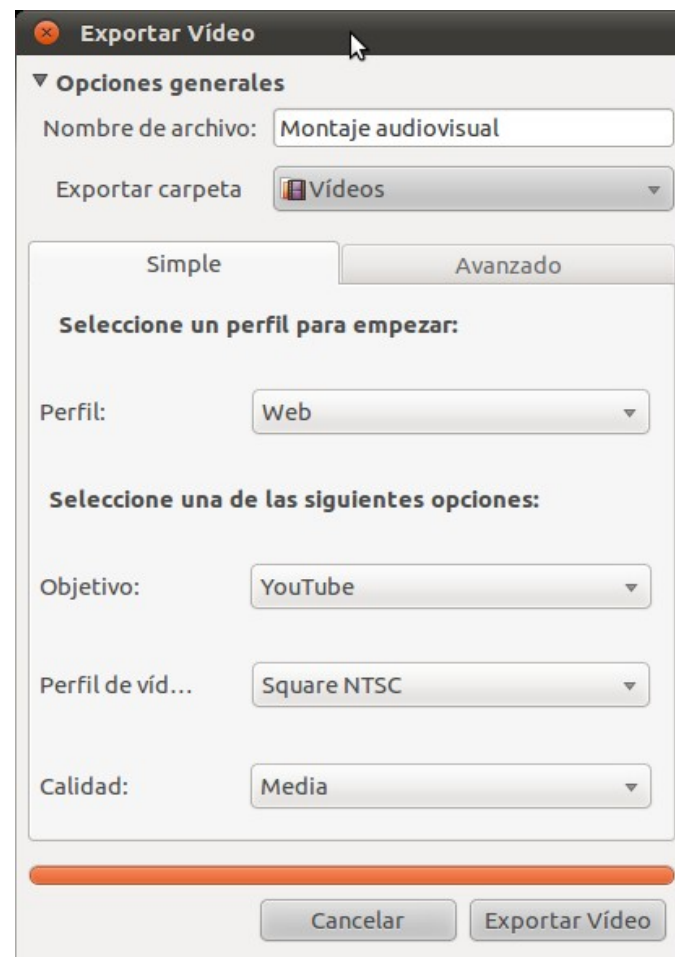 Exportar Vídeo
Opciones generales
Nombre de archivo: Montaje audiovisual
Exportar carpeta Vídeos
Simple Avanzado
Seleccione un perfil para empezar:
Perfil: Web
Seleccione una de las siguientes opciones:
Objetivo: YouTube
Perfil de víd... Square NTSC
Calidad: Media
Cancelar Exportar Vídeo